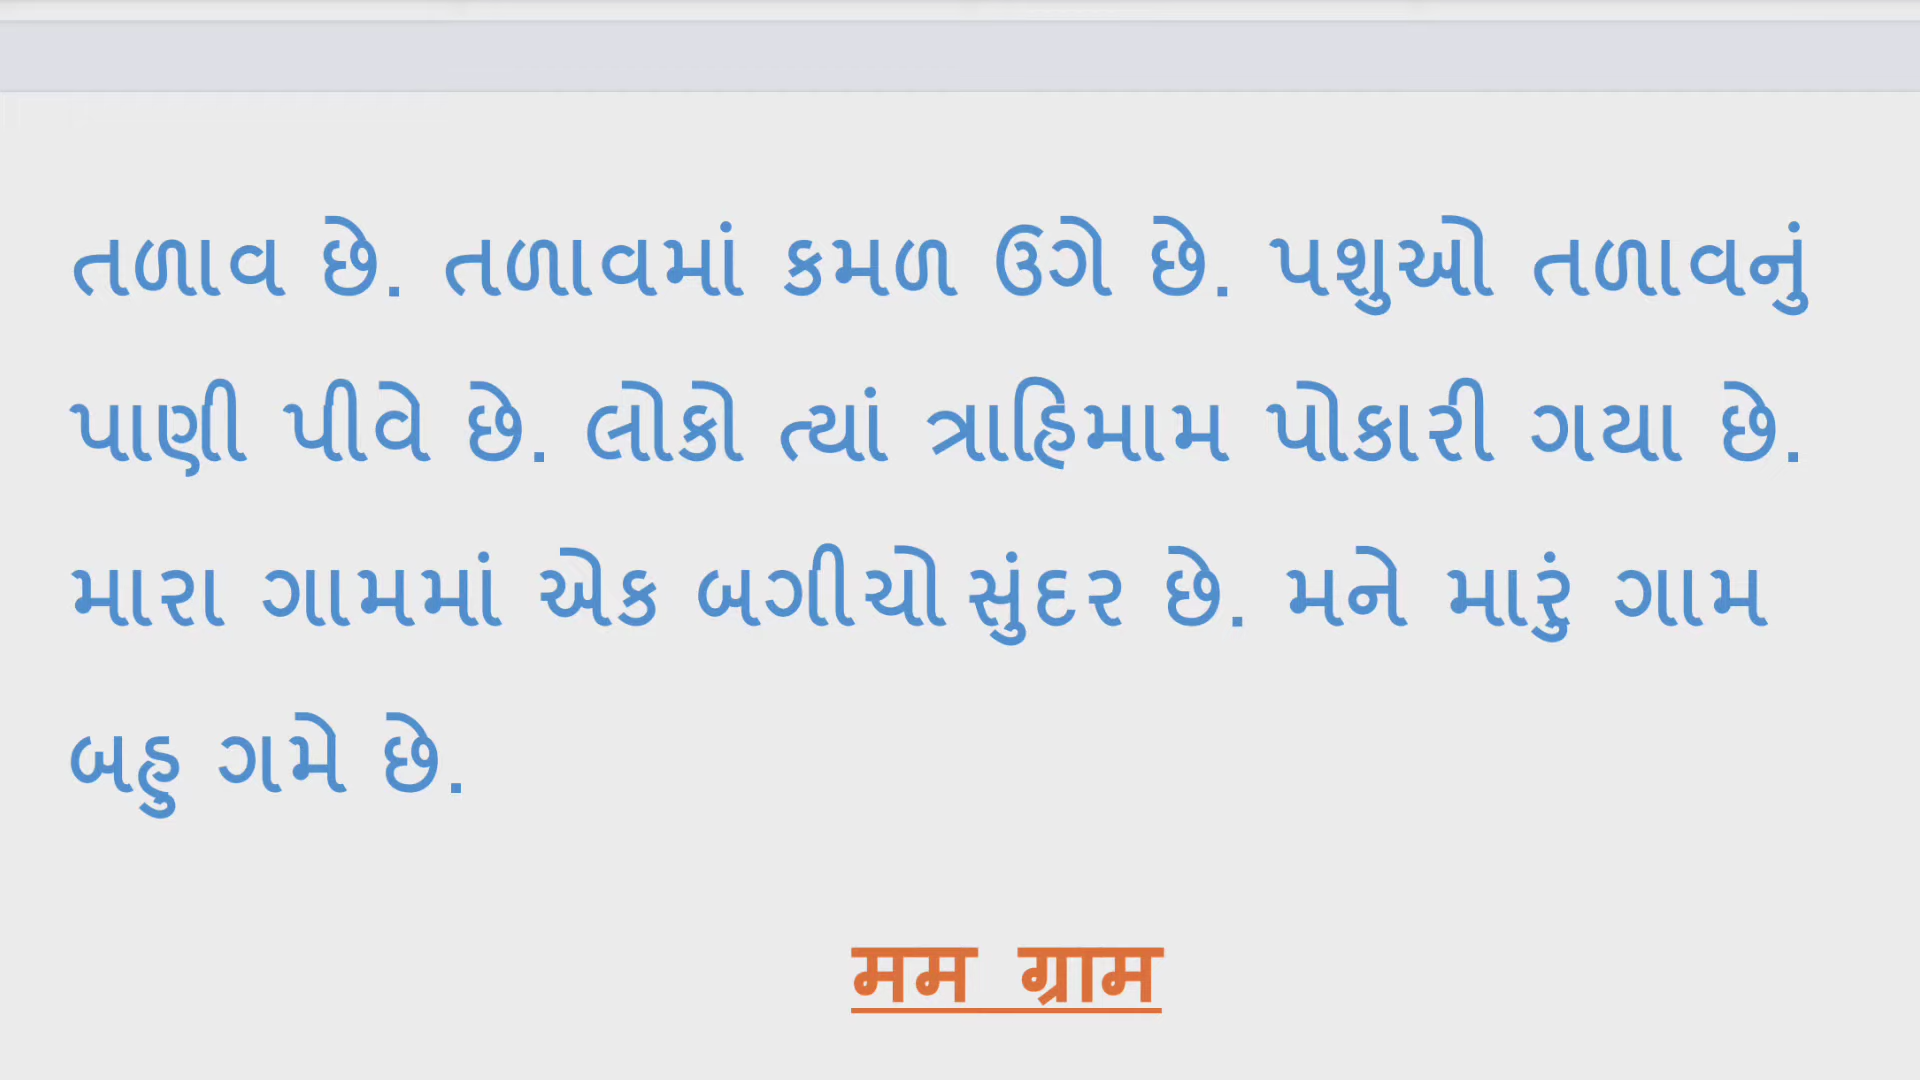 તળાવ છે. તળાવમાં કમળ ઉગે છે. પશુઓ તળાવનું
પાણી પીવે છે. લોકો ત્યાં ત્રાહિમામ પોકારી ગયા છે.
મારા ગામમાં એક બગીચો સુંદર છે. મને મારું ગામ
બહુ ગમે છે.
मम ग्राम